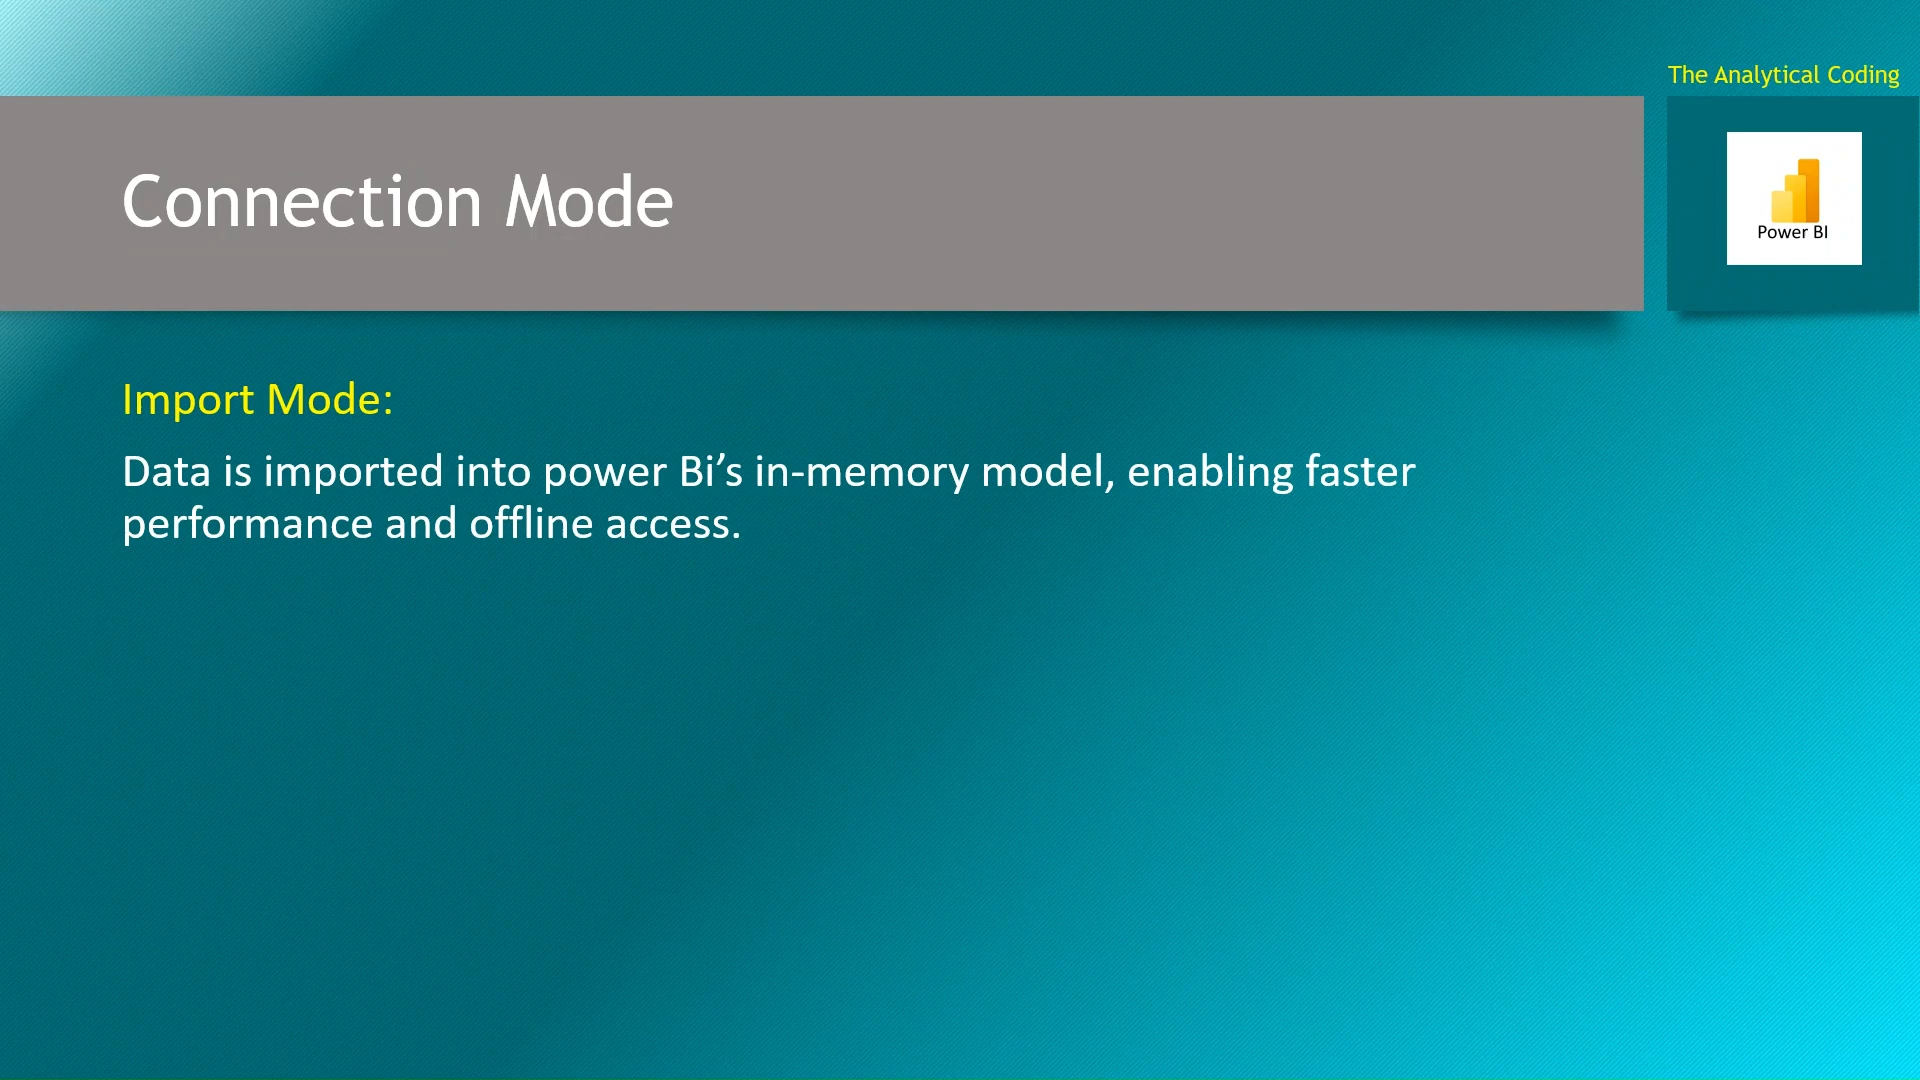 The Analytical Coding
Connection Mode
Power BI
Import Mode:
Data is imported into power Bi’s in-memory model, enabling faster
performance and offline access.